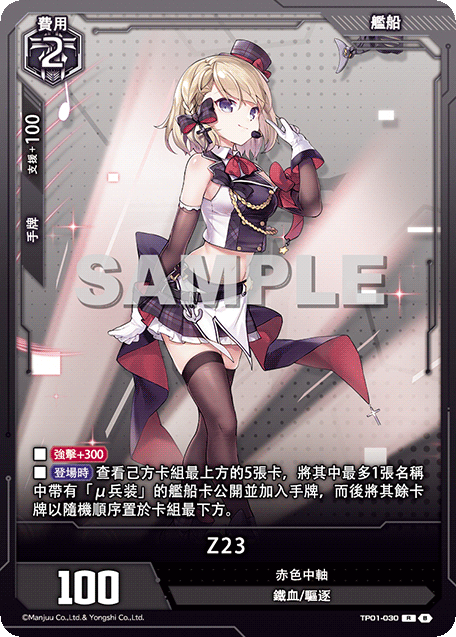 費用
艦船
2
支援+100
手牌
SAMPLE
強擊+300
登場時 查看己方卡組最上方的5張卡，將其中最多1張名稱
中帶有「μ兵装」的艦船卡公開並加入手牌，而後將其餘卡
牌以隨機順序置於卡組最下方。
Z23
100
赤色中軸
鐵血/驅逐
©Manjuu Co.,Ltd.& Yongshi Co.,Ltd.
TP01-030 R B